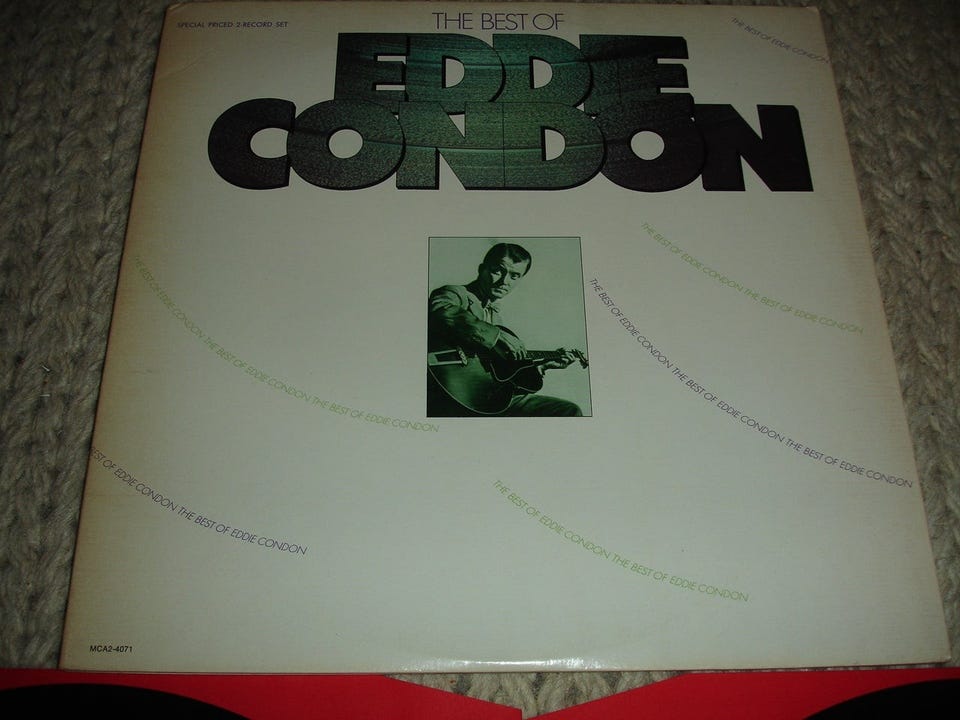 SPECIAL PRICED 2-RECORD SET
THE BEST OF
THE BEST OF EDDIE CONDON
EDDIE
CONDON
THE BEST OF EDDIE CONDON THE BEST OF EDDIE CONDON
THE BEST OF EDDIE CONDON THE BEST OF EDDIE CONDON THE BEST OF EDDIE CONDON
THE BEST OF EDDIE CONDON THE BEST OF EDDIE CONDON THE BEST OF EDDIE CONDON
BEST OF EDDIE CONDON THE BEST OF EDDIE CONDON
THE BEST OF EDDIE CONDON THE BEST OF EDDIE CONDON
MCA2-4071